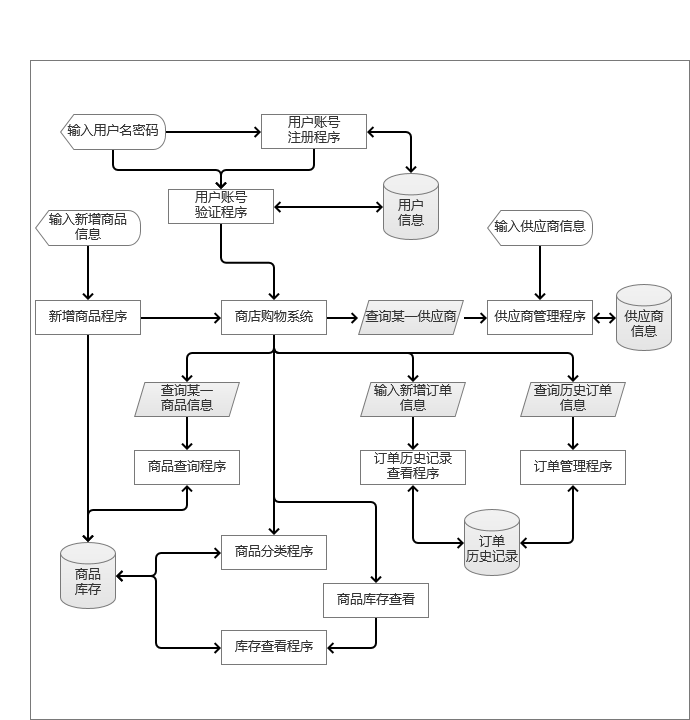 输入用户名密码
用户账号
注册程序
用户账号
验证程序
用户
信息
输入新增商品
信息
输入供应商信息
新增商品程序
商店购物系统
查询某一供应商
供应商管理程序
供应商
信息
查询某一
商品信息
输入新增订单
信息
查询历史订单
信息
商品查询程序
订单历史记录
查看程序
订单管理程序
订单
历史记录
商品分类程序
商品
库存
商品库存查看
库存查看程序